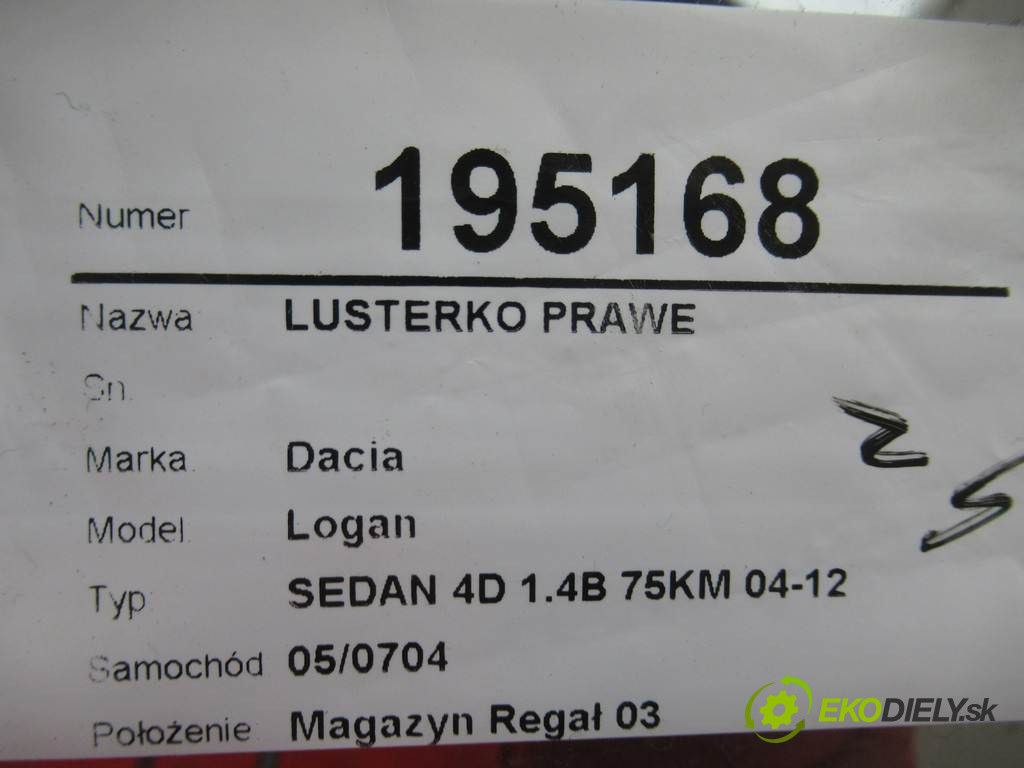 Numer 195168
Nazwa LUSTERKO PRAWE
Sn.
Marka Dacia
Model Logan
Typ SEDAN 4D 1.4B 75KM 04-12
Samochód 05/0704
Położenie Magazyn Regał 03
EKODIELY.sk